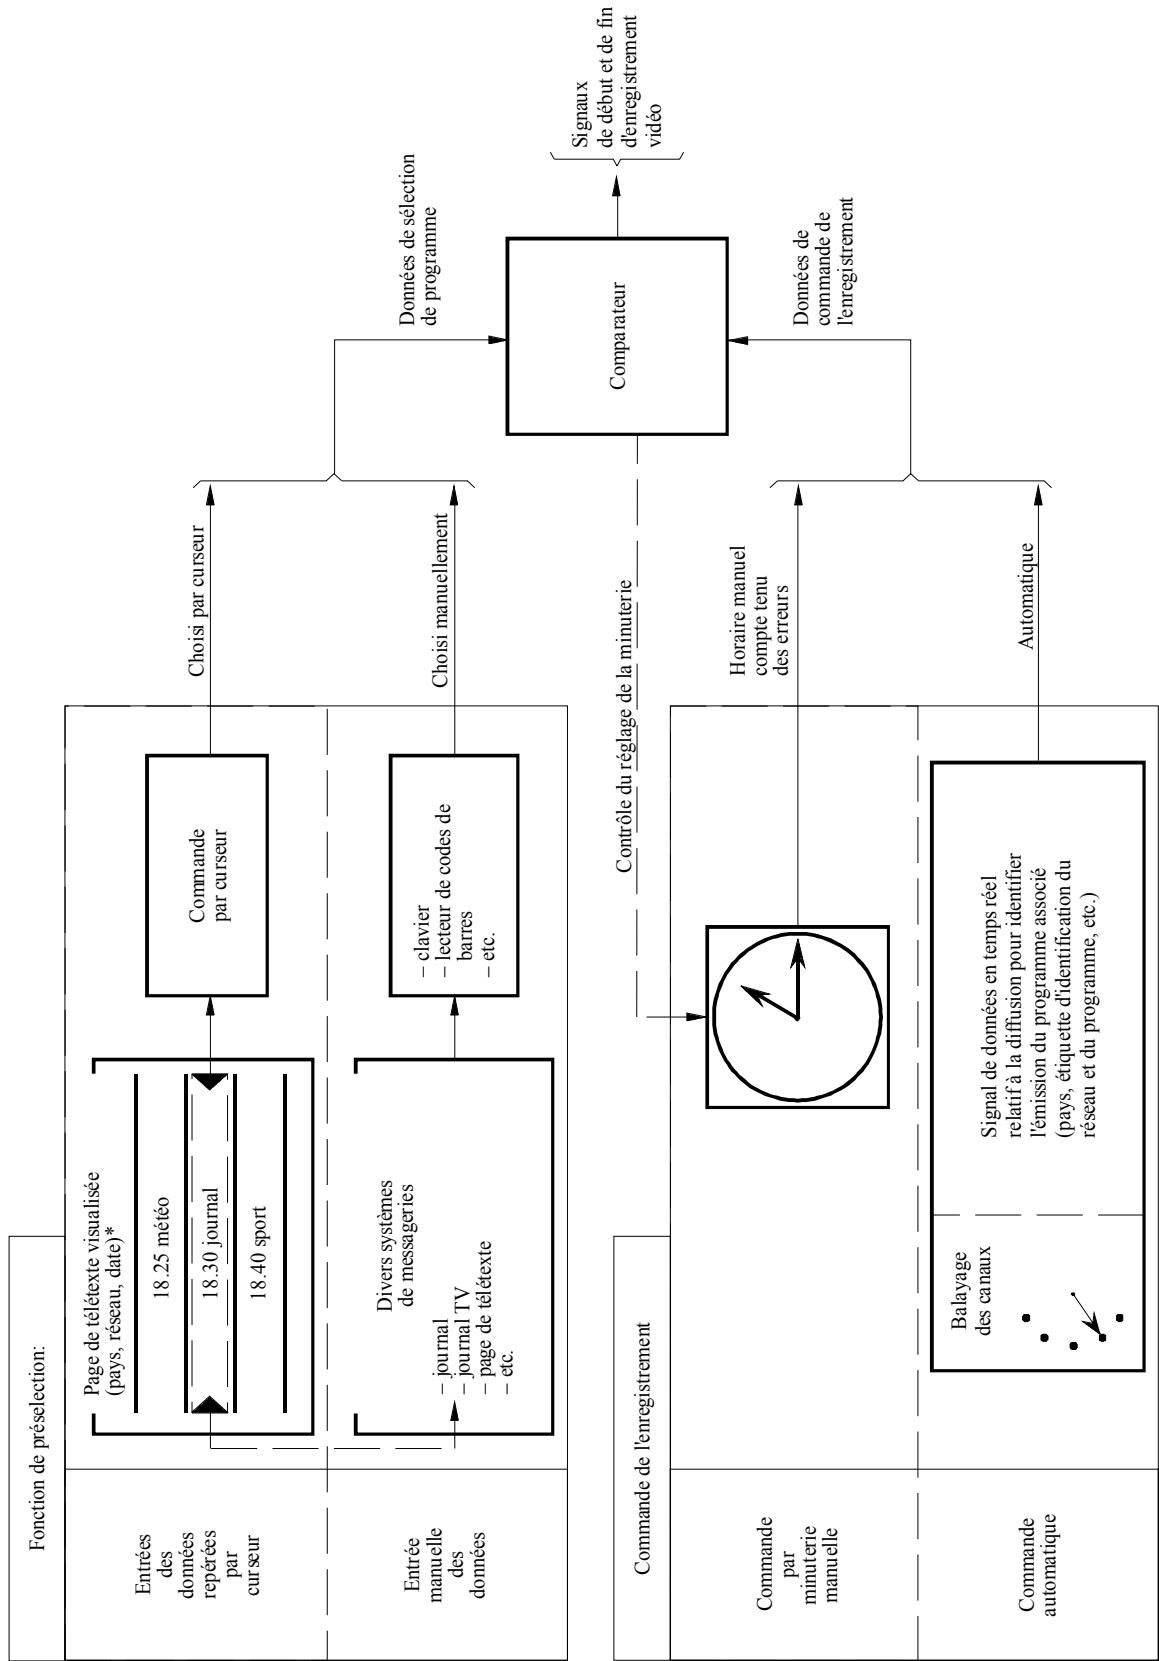 Fonction de présélection:
Entrées
des
données
repérées
par
curseur
Page de télétexte visualisée
(pays, réseau, date)*
18.25 météo
18.30 journal
18.40 sport
Commande
par curseur
Choisi par curseur
Entrée
manuelle
des
données
Divers systèmes
de messageries
– journal
– journal TV
– page de télétexte
– etc.
– clavier
– lecteur de codes de
barres
– etc.
Choisi manuellement
Données de sélection
de programme
Comparateur
Signaux
de début et de fin
d'enregistrement
vidéo
Données de
commande de
l'enregistrement
Contrôle du réglage de la minuterie
Commande de l'enregistrement
Commande
par
minuterie
manuelle
Horaire manuel
compte tenu
des erreurs
Commande
automatique
Balayage
des canaux
Signal de données en temps réel
relatif à la diffusion pour identifier
l'émission du programme associé
(pays, étiquette d'identification du
réseau et du programme, etc.)
Automatique